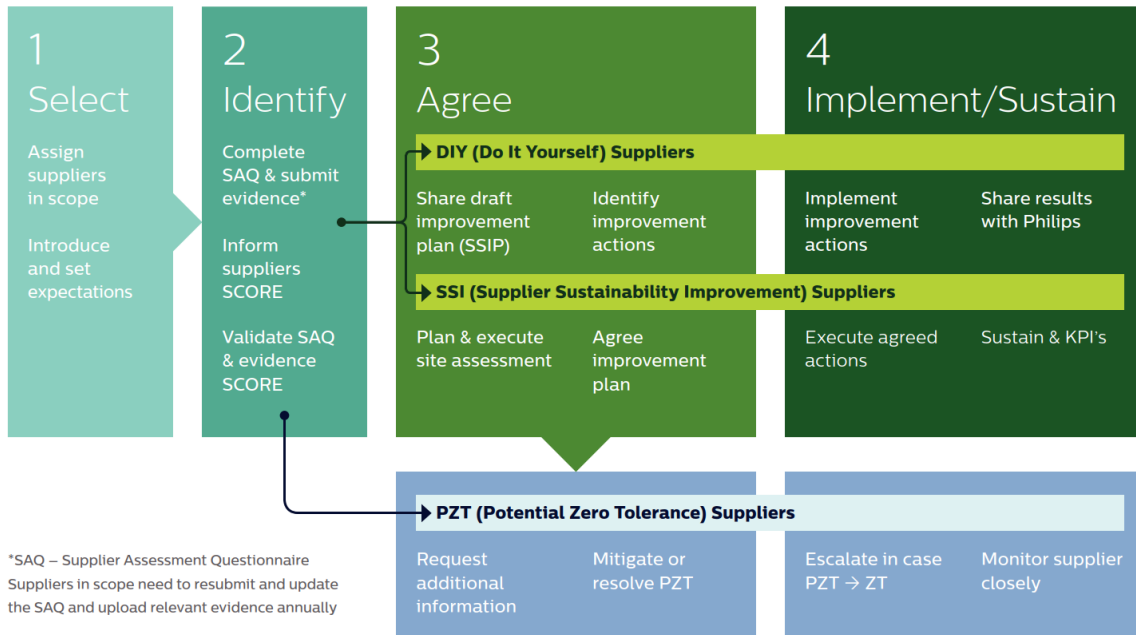 1
Select
Assign
suppliers
in scope
Introduce
and set
expectations
2
Identify
Complete
SAQ & submit
evidence*
Inform
suppliers
SCORE
Validate SAQ
& evidence
SCORE
3
Agree
4
Implement/Sustain
DIY (Do It Yourself) Suppliers
Share draft
improvement
plan (SSIP)
Identify
improvement
actions
Implement
improvement
actions
Share results
with Philips
SSI (Supplier Sustainability Improvement) Suppliers
Plan & execute
site assessment
Agree
improvement
plan
Execute agreed
actions
Sustain & KPI's
PZT (Potential Zero Tolerance) Suppliers
Request
additional
information
Mitigate or
resolve PZT
Escalate in case
PZT → ZT
Monitor supplier
closely
*SAQ – Supplier Assessment Questionnaire
Suppliers in scope need to resubmit and update
the SAQ and upload relevant evidence annually